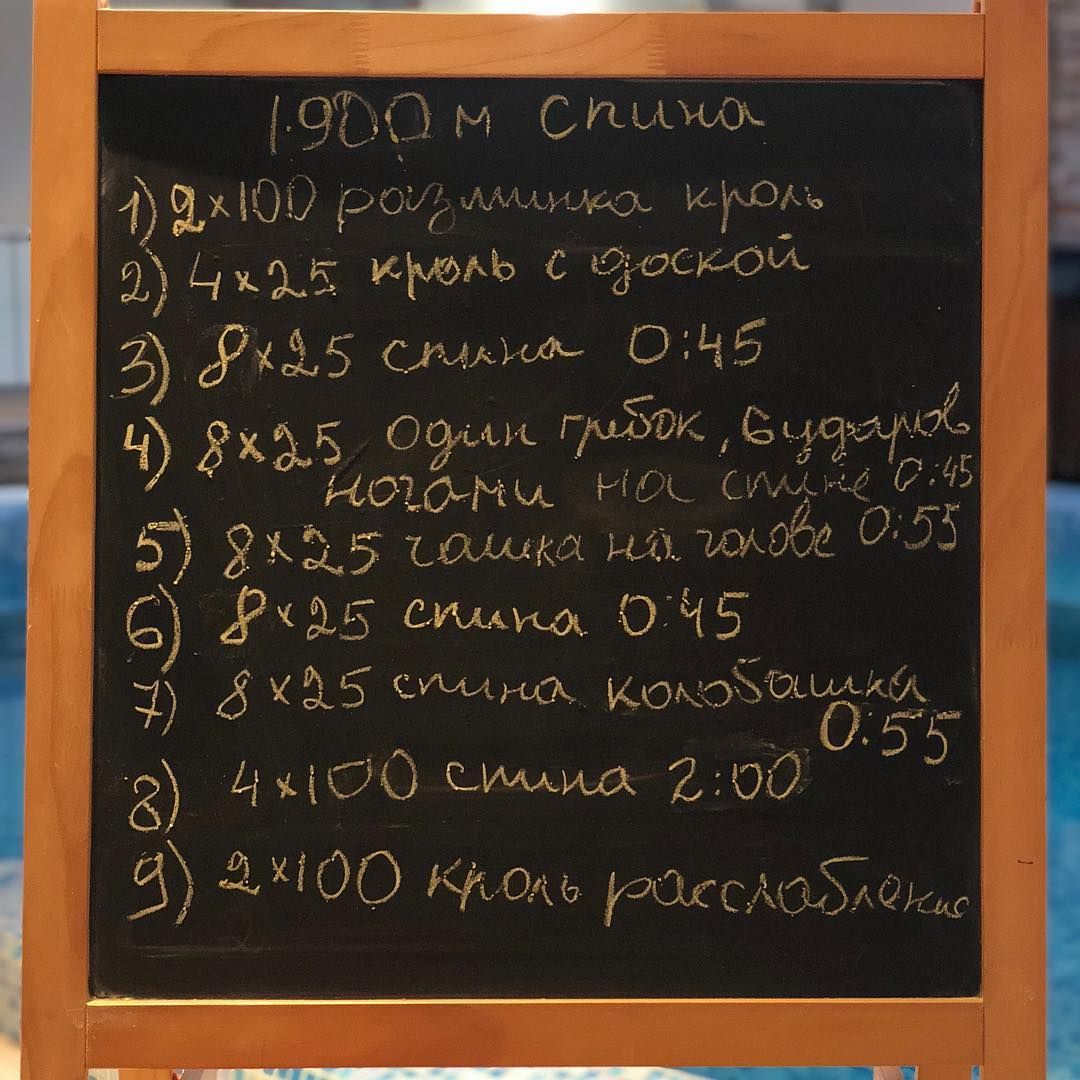 1.900м спина
1) 2×100 разминка кроль
2) 4×25 кроль с доской
3) 8×25 спина 0:45
4) 8×25 один гребок, 6 ударов
ногами на спине 0:45
5) 8×25 чашка на голове 0:55
6) 8×25 спина 0:45
7) 8×25 спина колобашка
0:55
8) 4×100 спина 2:00
9) 2×100 кроль расслабление